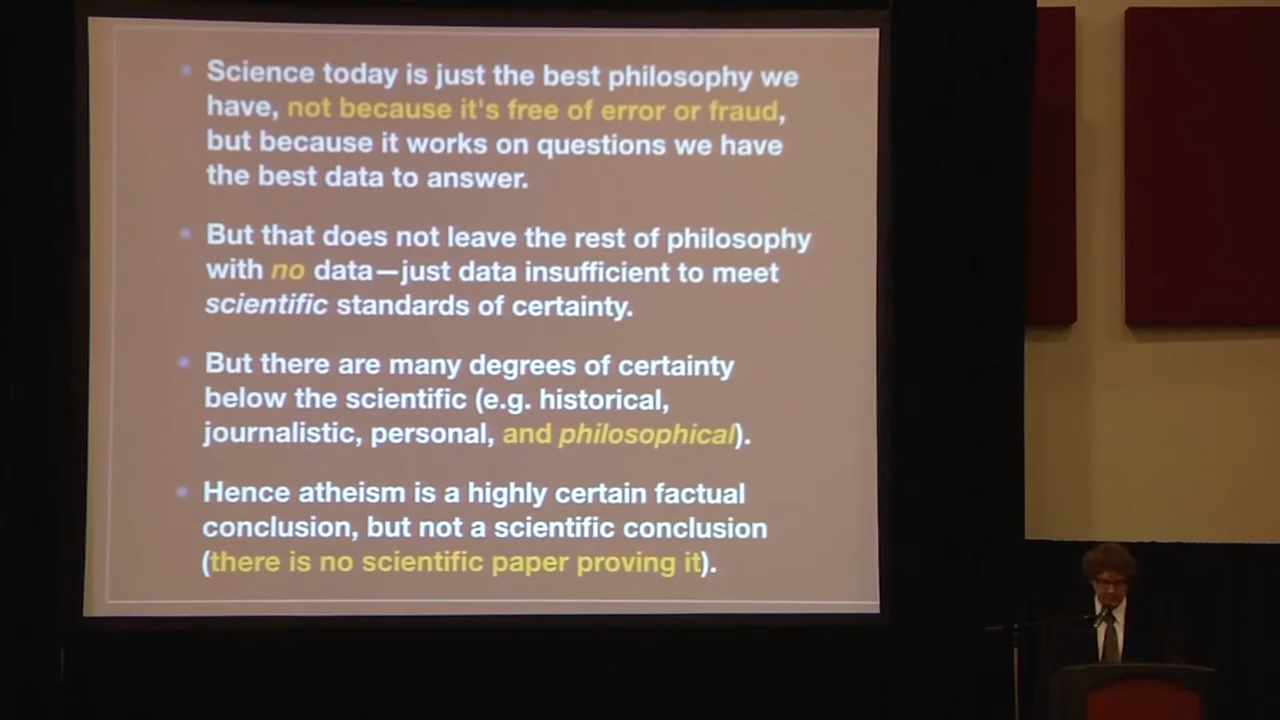 Science today is just the best philosophy we
have, not because it's free of error or fraud,
but because it works on questions we have
the best data to answer.
But that does not leave the rest of philosophy
with no data—just data insufficient to meet
scientific standards of certainty.
But there are many degrees of certainty
below the scientific (e.g. historical,
journalistic, personal, and philosophical).
Hence atheism is a highly certain factual
conclusion, but not a scientific conclusion
(there is no scientific paper proving it).